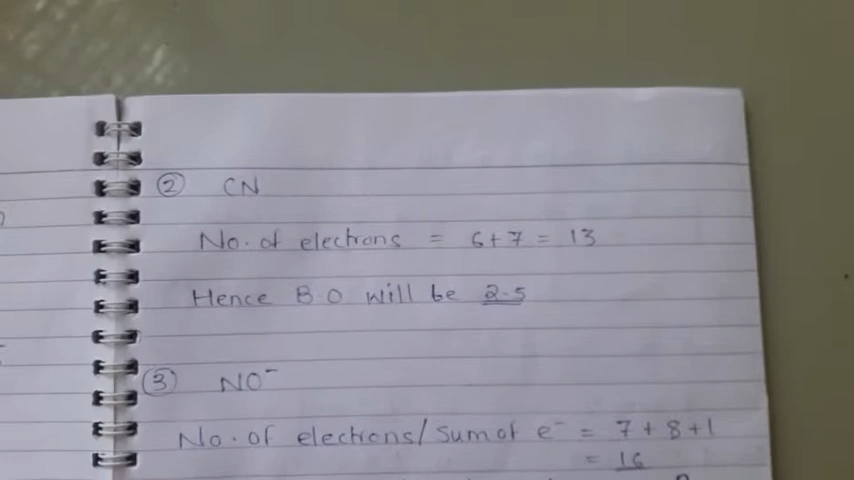 ② CN
No. of electrons = 6+7 = 13
Hence B.O will be 2.5
③ NO⁻
No. of electrons/sum of e⁻ = 7+8+1
= 16